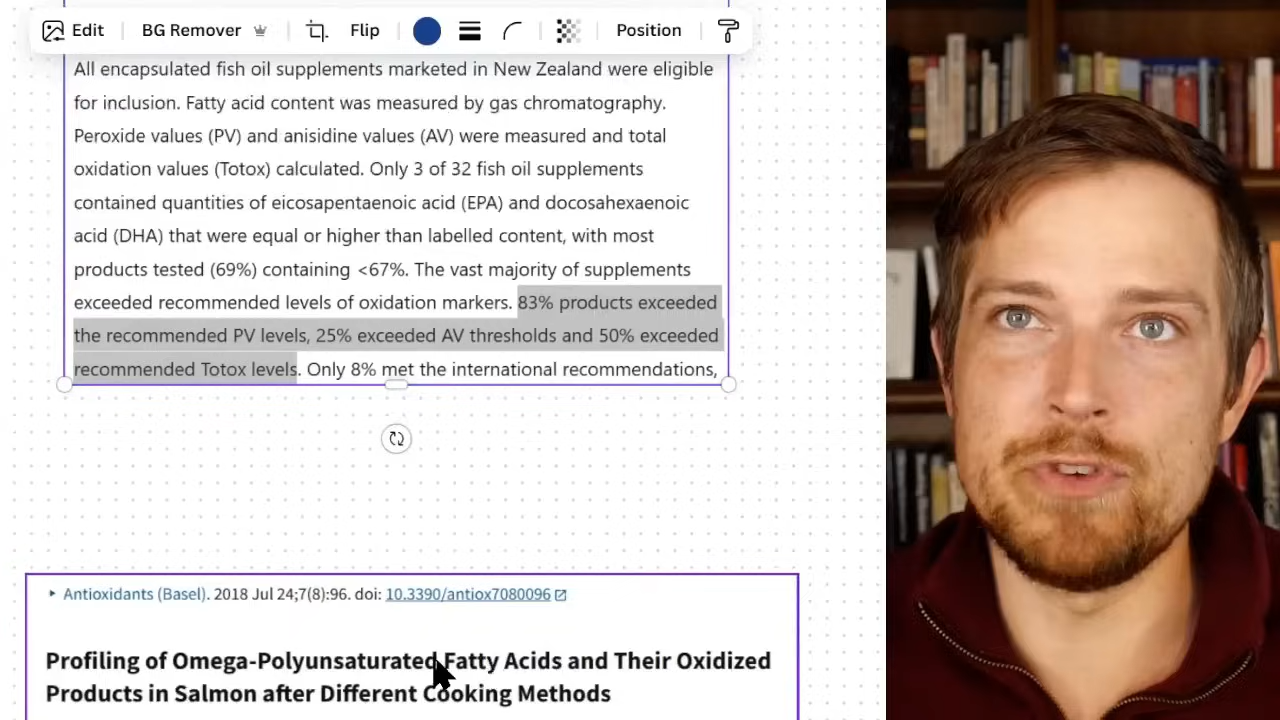 Edit
BG Remover
Flip
Position
All encapsulated fish oil supplements marketed in New Zealand were eligible
for inclusion. Fatty acid content was measured by gas chromatography.
Peroxide values (PV) and anisidine values (AV) were measured and total
oxidation values (Totox) calculated. Only 3 of 32 fish oil supplements
contained quantities of eicosapentaenoic acid (EPA) and docosahexaenoic
acid (DHA) that were equal or higher than labelled content, with most
products tested (69%) containing <67%. The vast majority of supplements
exceeded recommended levels of oxidation markers. 83% products exceeded
the recommended PV levels, 25% exceeded AV thresholds and 50% exceeded
recommended Totox levels. Only 8% met the international recommendations,
Antioxidants (Basel). 2018 Jul 24;7(8):96. doi: 10.3390/antiox7080096
Profiling of Omega-Polyunsaturated Fatty Acids and Their Oxidized
Products in Salmon after Different Cooking Methods